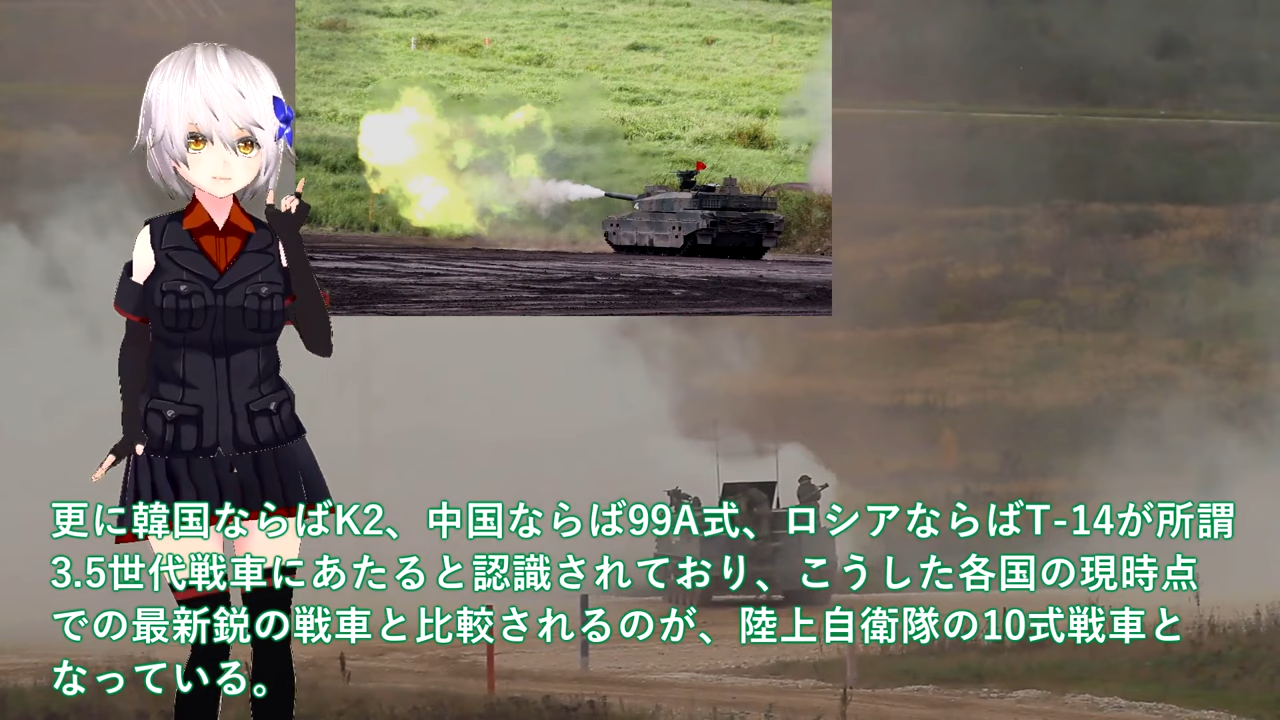 更に韓国ならばK2、中国ならば99A式、ロシアならばT-14が所謂
3.5世代戦車にあたると認識されており、こうした各国の現時点
での最新鋭の戦車と比較されるのが、陸上自衛隊の10式戦車と
なっている。